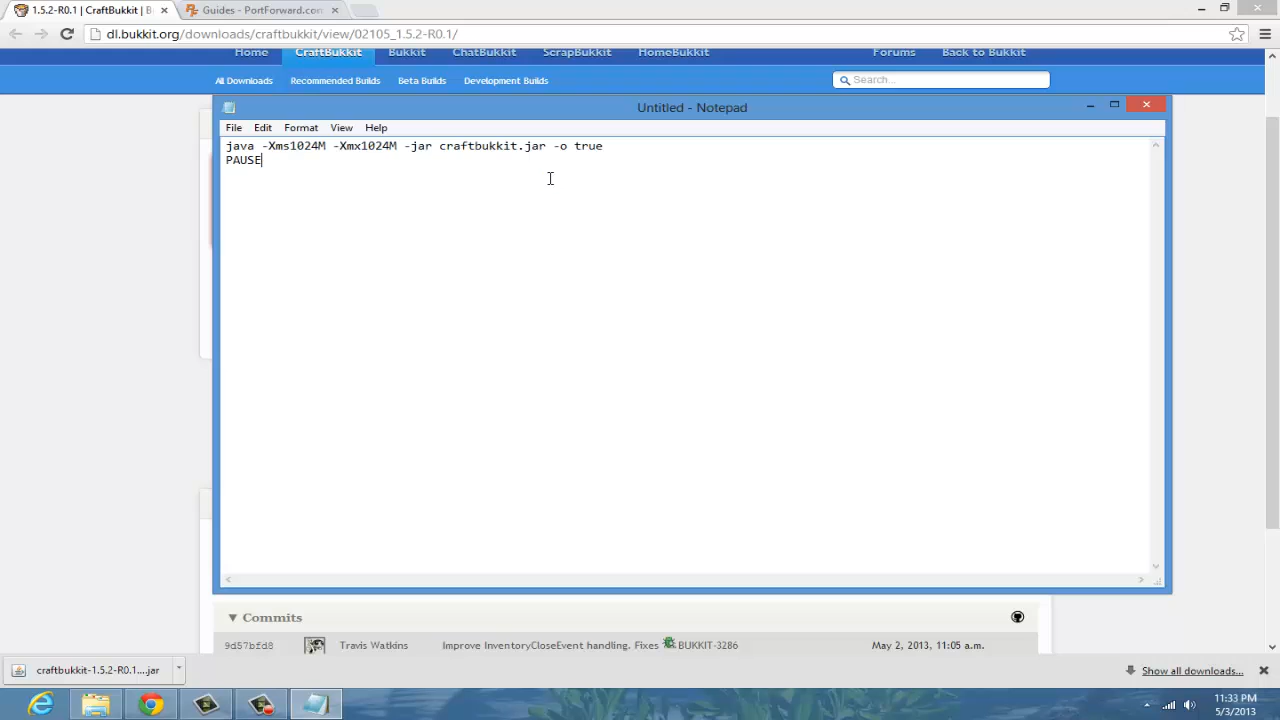 1.5.2-R0.1 | CraftBukkit | B
Guides - PortForward.con
dl.bukkit.org/downloads/craftbukkit/view/02105_1.5.2-R0.1/
Home CraftBukkit Bukkit ChatBukkit ScrapBukkit HomeBukkit Forums Back to Bukkit
All Downloads Recommended Builds Beta Builds Development Builds Search...
Untitled - Notepad
File Edit Format View Help
java -Xms1024M -Xmx1024M -jar craftbukkit.jar -o true
PAUSE
▼ Commits
9d57bfd8 Travis Watkins Improve InventoryCloseEvent handling. Fixes BUKKIT-3286 May 2, 2013, 11:05 a.m.
craftbukkit-1.5.2-R0.1....jar Show all downloads...
11:33 PM
5/3/2013